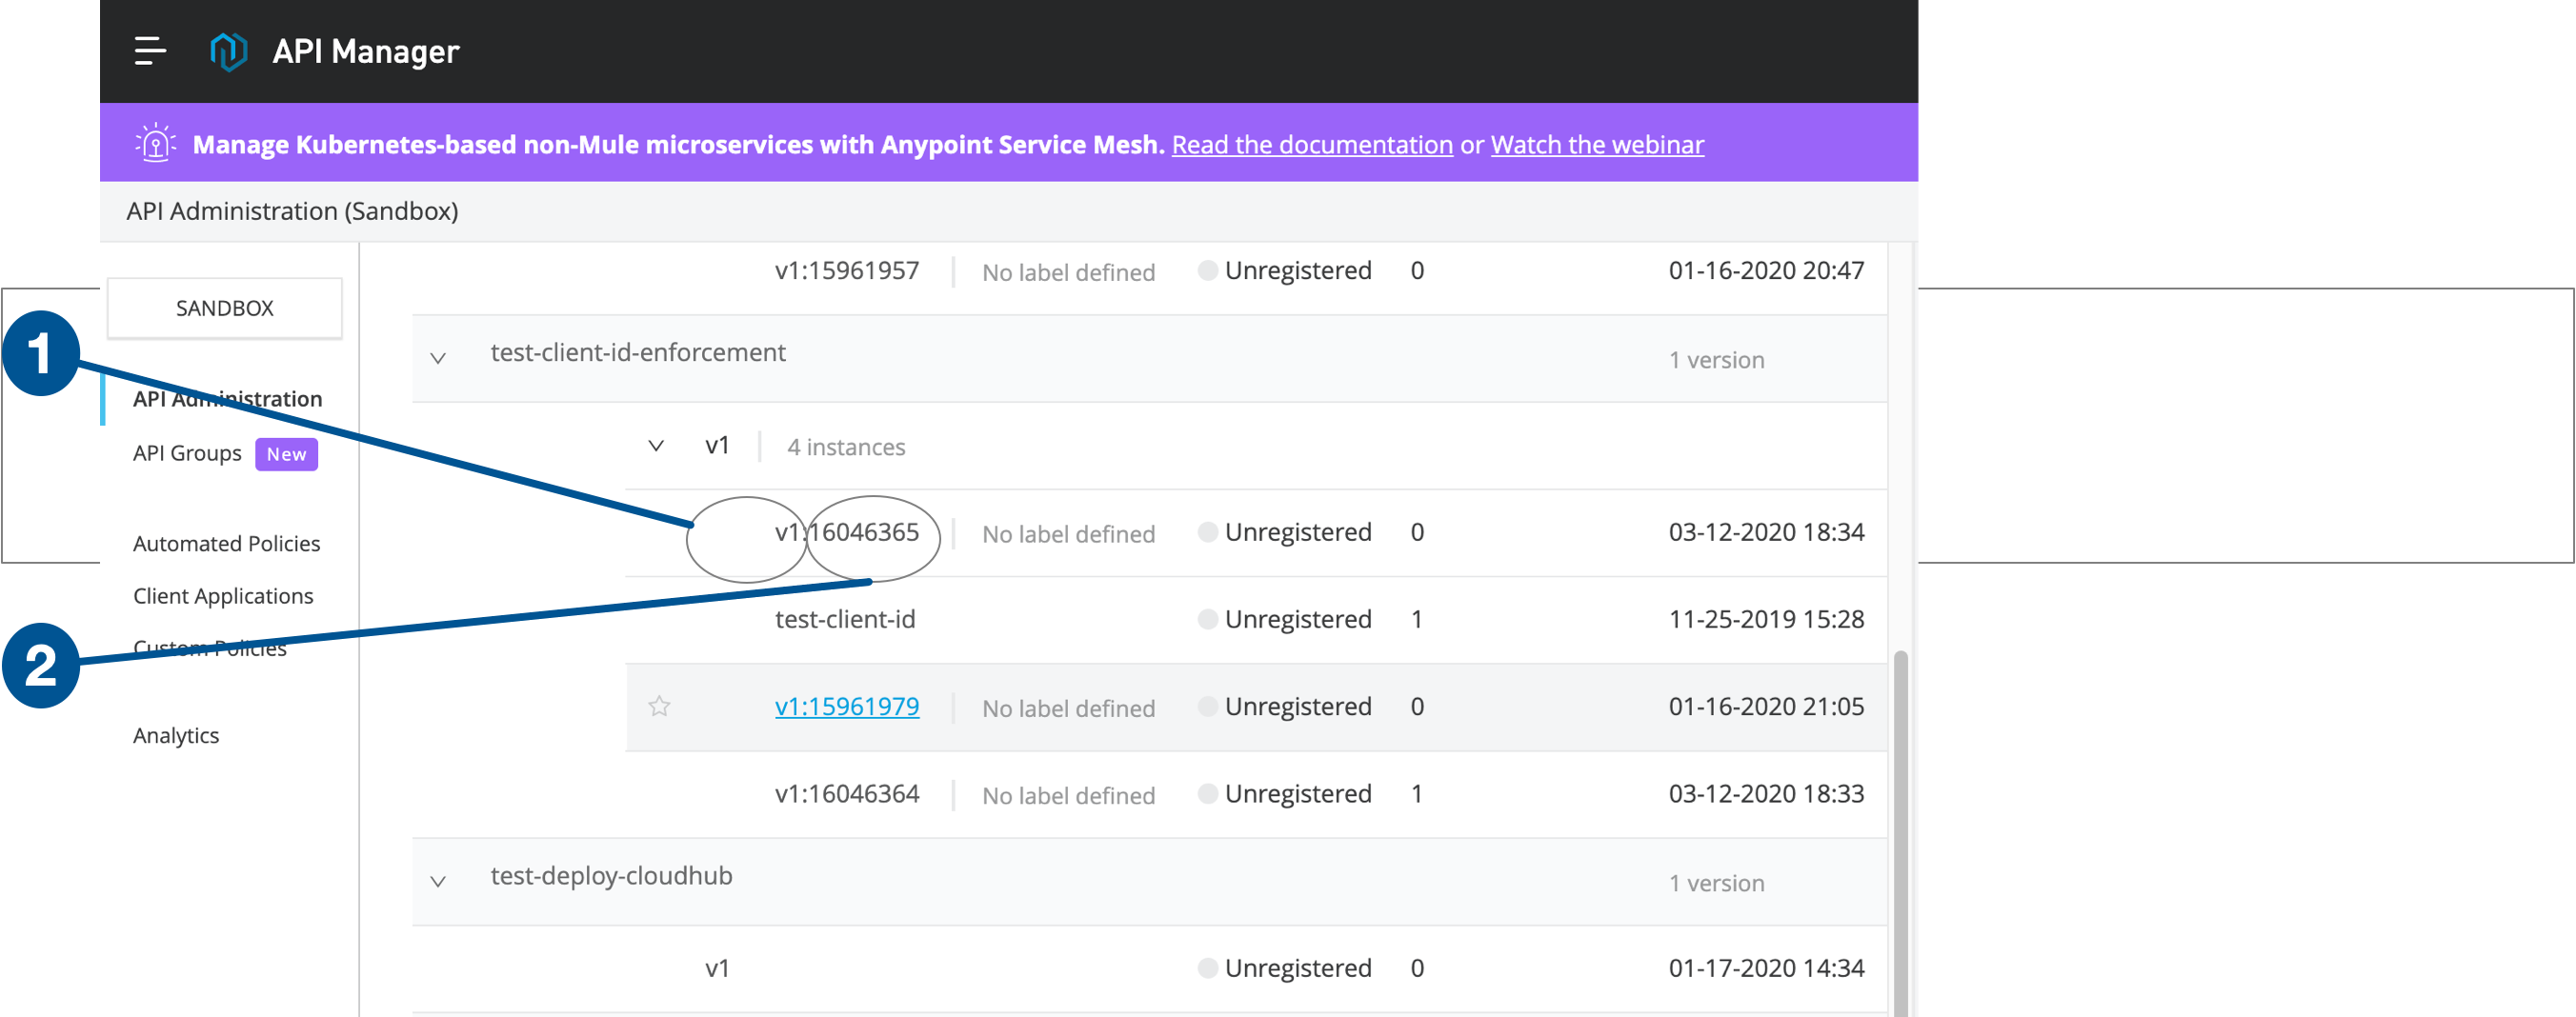 API Manager
Manage Kubernetes-based non-Mule microservices with Anypoint Service Mesh. Read the documentation or Watch the webinar
API Administration (Sandbox)
v1:15961957 No label defined Unregistered 0 01-16-2020 20:47
SANDBOX
1
test-client-id-enforcement 1 version
API Administration
API Groups New
v1 4 instances
v1:16046365 No label defined Unregistered 0 03-12-2020 18:34
Automated Policies
Client Applications
test-client-id Unregistered 1 11-25-2019 15:28
Custom Policies
2
v1:15961979 No label defined Unregistered 0 01-16-2020 21:05
Analytics
v1:16046364 No label defined Unregistered 1 03-12-2020 18:33
test-deploy-cloudhub 1 version
v1 Unregistered 0 01-17-2020 14:34